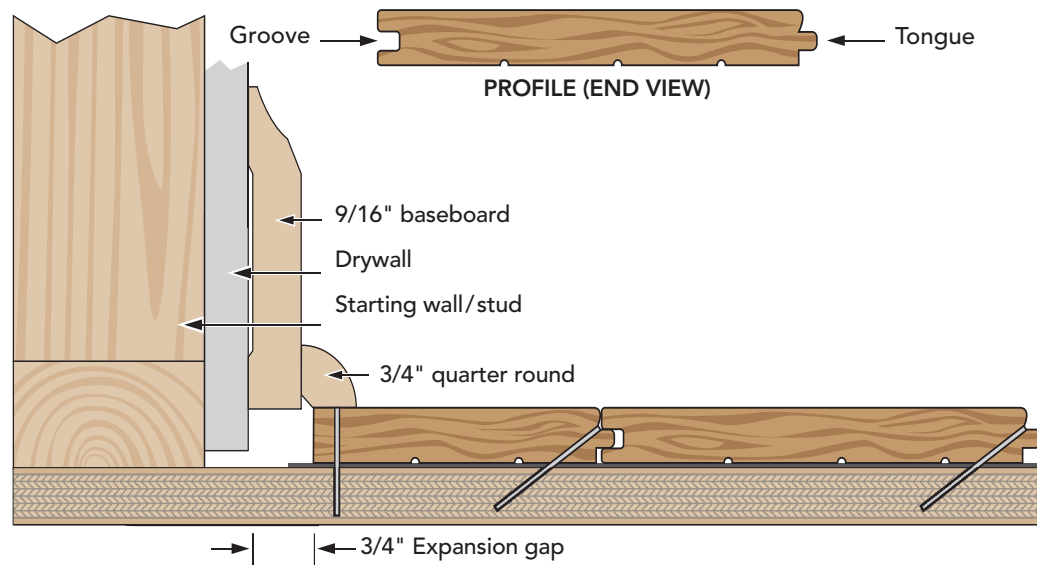 Groove
Tongue
PROFILE (END VIEW)
9/16" baseboard
Drywall
Starting wall/stud
3/4" quarter round
3/4" Expansion gap